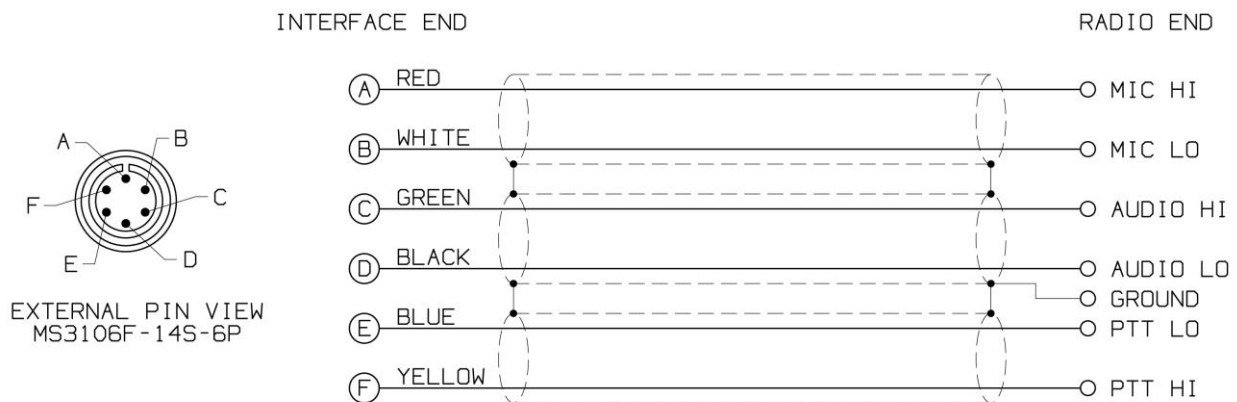 INTERFACE END
RADIO END
A RED MIC HI
B WHITE MIC LO
C GREEN AUDIO HI
D BLACK AUDIO LO
GROUND
E BLUE PTT LO
F YELLOW PTT HI
A B
F C
E D
EXTERNAL PIN VIEW
MS3106F-14S-6P